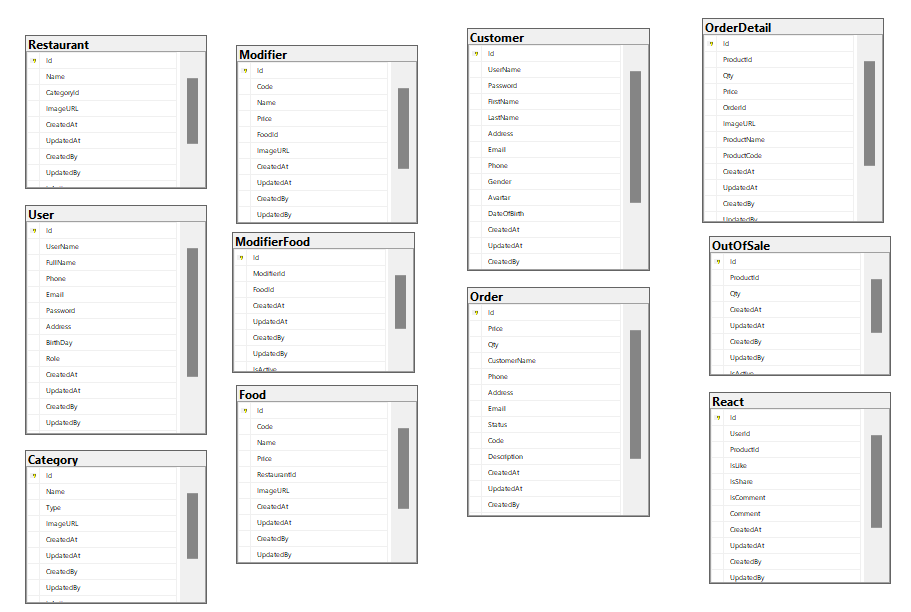 Restaurant
Id
Name
CategoryId
ImageURL
CreatedAt
UpdatedAt
CreatedBy
UpdatedBy
User
Id
UserName
FullName
Phone
Email
Password
Address
BirthDay
Role
CreatedAt
UpdatedAt
CreatedBy
UpdatedBy
Category
Id
Name
Type
ImageURL
CreatedAt
UpdatedAt
CreatedBy
UpdatedBy
Modifier
Id
Code
Name
Price
FoodId
ImageURL
CreatedAt
UpdatedAt
CreatedBy
UpdatedBy
ModifierFood
Id
ModifierId
FoodId
CreatedAt
UpdatedAt
CreatedBy
UpdatedBy
IsActive
Food
Id
Code
Name
Price
RestaurantId
ImageURL
CreatedAt
UpdatedAt
CreatedBy
UpdatedBy
Customer
Id
UserName
Password
FirstName
LastName
Address
Email
Phone
Gender
Avartar
DateOfBirth
CreatedAt
UpdatedAt
CreatedBy
Order
Id
Price
Qty
CustomerName
Phone
Address
Email
Status
Code
Description
CreatedAt
UpdatedAt
CreatedBy
OrderDetail
Id
ProductId
Qty
Price
OrderId
ImageURL
ProductName
ProductCode
CreatedAt
UpdatedAt
CreatedBy
UpdatedBy
OutOfSale
Id
ProductId
Qty
CreatedAt
UpdatedAt
CreatedBy
UpdatedBy
IsActive
React
Id
UserId
ProductId
IsLike
IsShare
IsComment
Comment
CreatedAt
UpdatedAt
CreatedBy
UpdatedBy